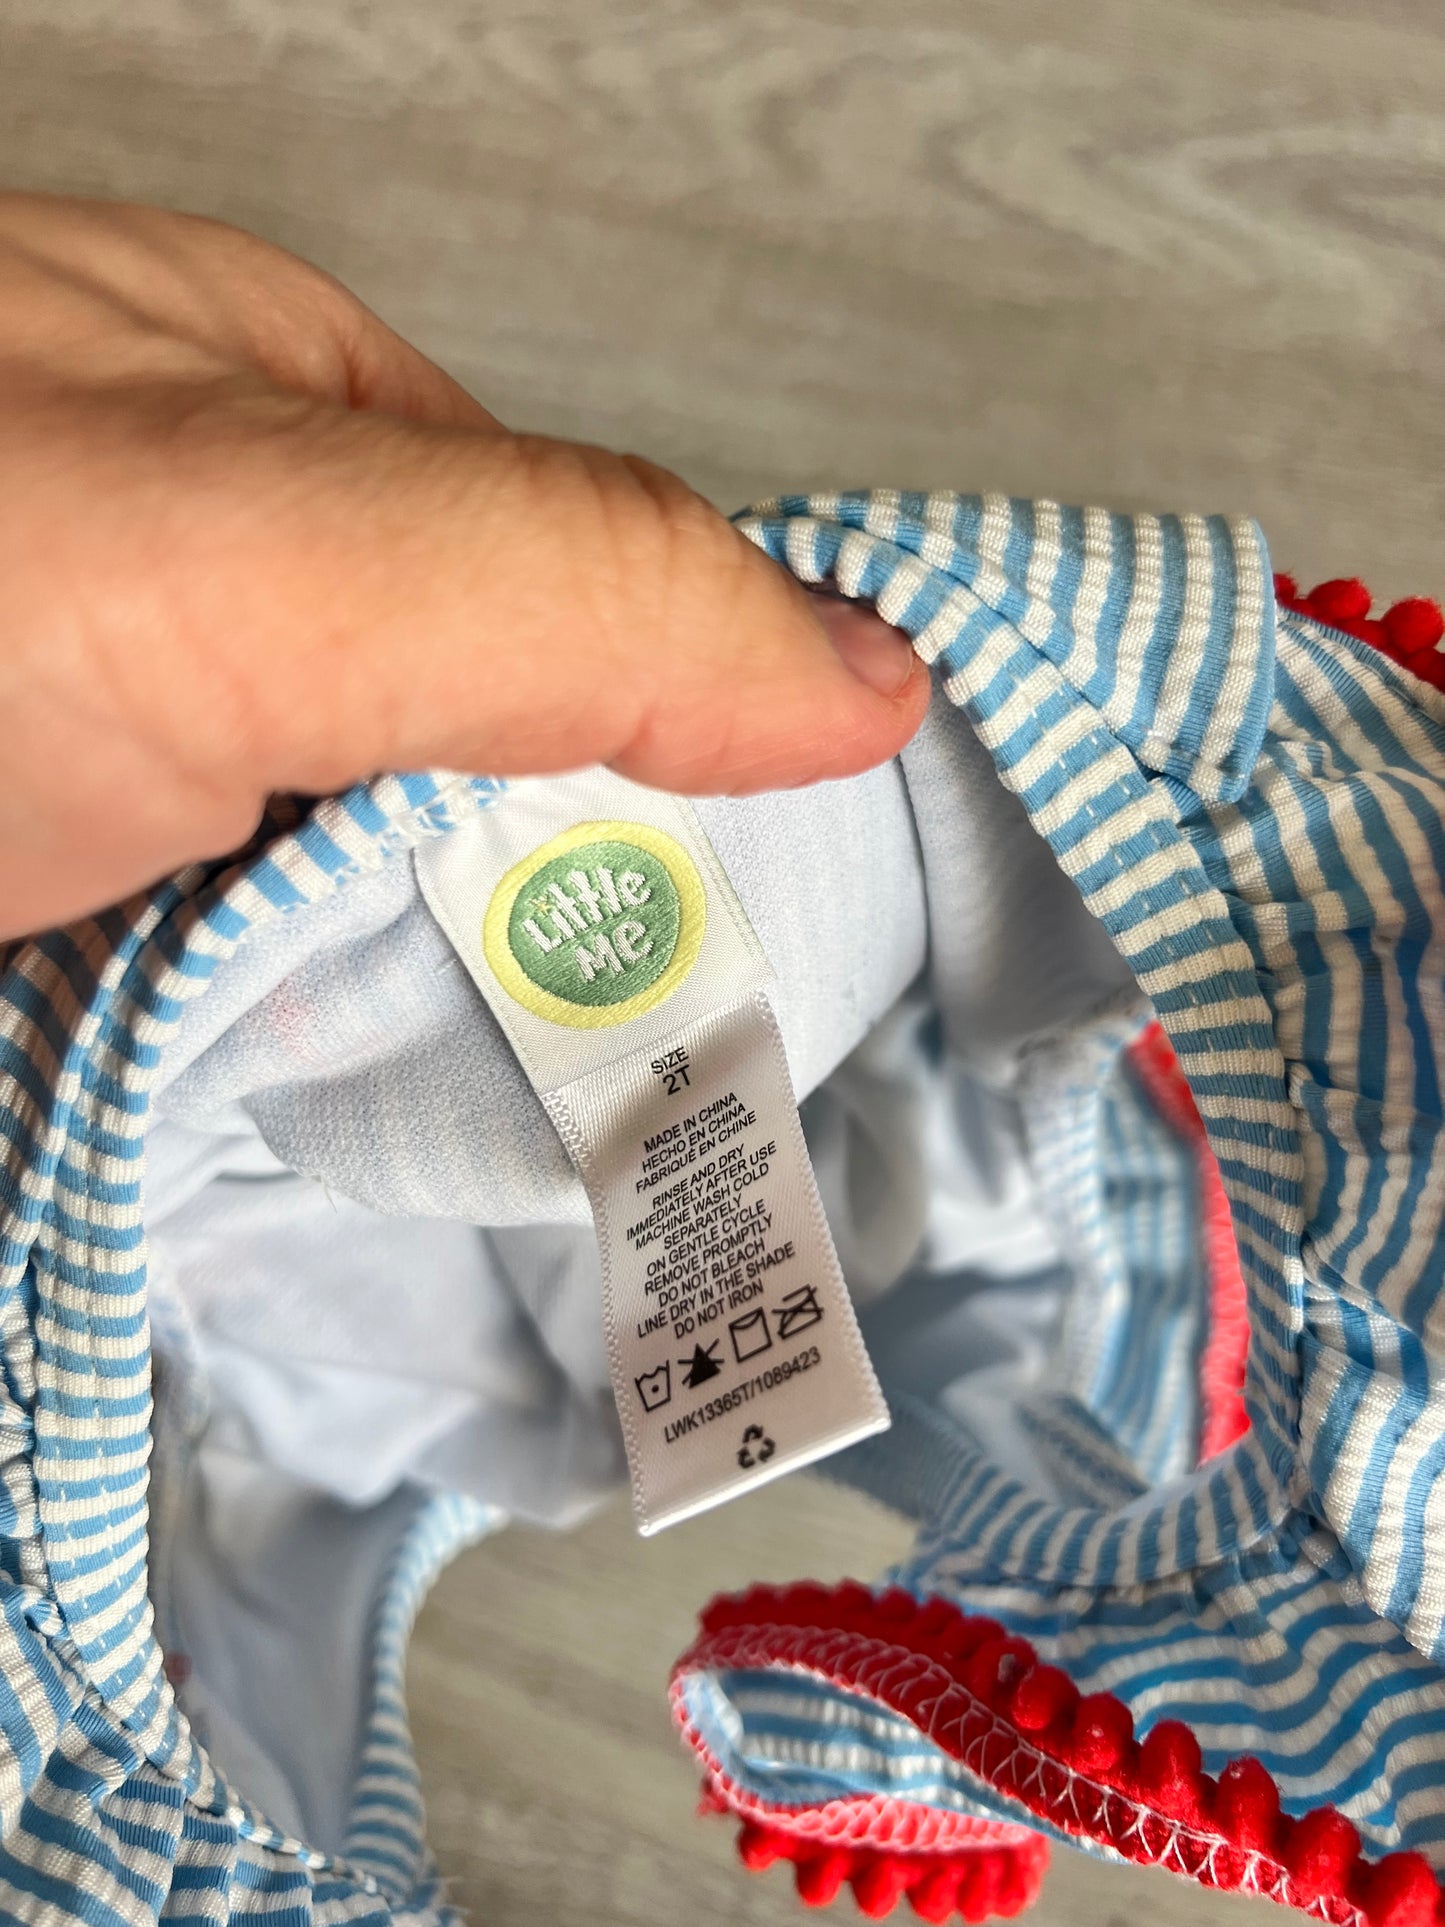 Little
Me
SIZE
2T
MADE IN CHINA
HECHO EN CHINA
FABRIQUÉ EN CHINE
RINSE AND DRY
IMMEDIATELY AFTER USE
MACHINE WASH COLD
SEPARATELY
ON GENTLE CYCLE
REMOVE PROMPTLY
DO NOT BLEACH
LINE DRY IN THE SHADE
DO NOT IRON
LWK13365T/1089423